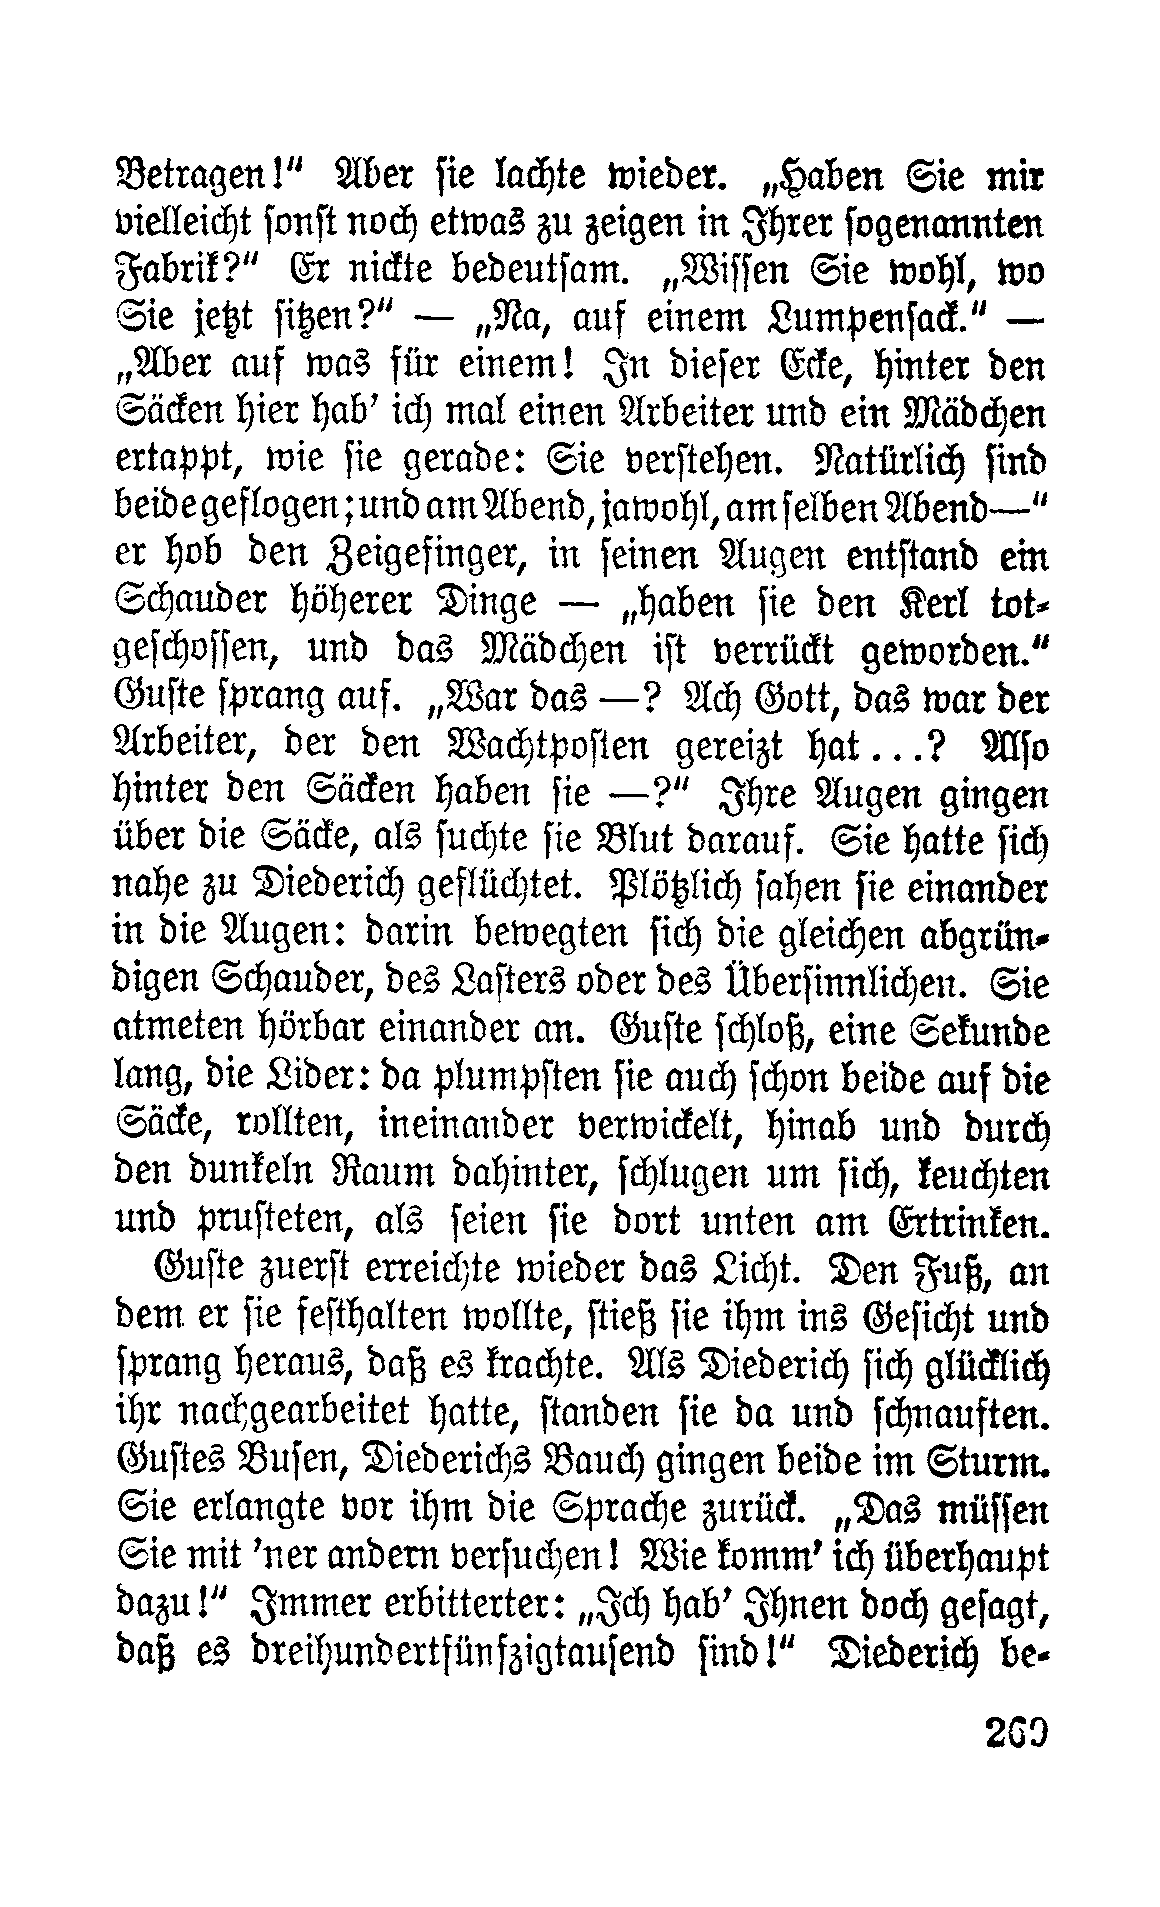 Betragen!“ Aber sie lachte wieder. „Haben Sie mir
vielleicht sonst noch etwas zu zeigen in Ihrer sogenannten
Fabrik?“ Er nickte bedeutsam. „Wissen Sie wohl, wo
Sie jetzt sitzen?“ — „Na, auf einem Lumpensack.“ —
„Aber auf was für einem! In dieser Ecke, hinter den
Säcken hier hab’ ich mal einen Arbeiter und ein Mädchen
ertappt, wie sie gerade: Sie verstehen. Natürlich sind
beide geflogen; und am Abend, jawohl, am selben Abend—“
er hob den Zeigefinger, in seinen Augen entstand ein
Schauder höherer Dinge — „haben sie den Kerl tot-
geschossen, und das Mädchen ist verrückt geworden.“
Guste sprang auf. „War das —? Ach Gott, das war der
Arbeiter, der den Wachtposten gereizt hat...? Also
hinter den Säcken haben sie —?“ Ihre Augen gingen
über die Säcke, als suchte sie Blut darauf. Sie hatte sich
nahe zu Diederich geflüchtet. Plötzlich sahen sie einander
in die Augen: darin bewegten sich die gleichen abgrün-
digen Schauder, des Lasters oder des Übersinnlichen. Sie
atmeten hörbar einander an. Guste schloß, eine Sekunde
lang, die Lider: da plumpsten sie auch schon beide auf die
Säcke, rollten, ineinander verwickelt, hinab und durch
den dunkeln Raum dahinter, schlugen um sich, keuchten
und prusteten, als seien sie dort unten am Ertrinken.
Guste zuerst erreichte wieder das Licht. Den Fuß, an
dem er sie festhalten wollte, stieß sie ihm ins Gesicht und
sprang heraus, daß es krachte. Als Diederich sich glücklich
ihr nachgearbeitet hatte, standen sie da und schnauften.
Gustes Busen, Diederichs Bauch gingen beide im Sturm.
Sie erlangte vor ihm die Sprache zurück. „Das müssen
Sie mit ’ner andern versuchen! Wie komm’ ich überhaupt
dazu!“ Immer erbitterter: „Ich hab’ Ihnen doch gesagt,
daß es dreihundertfünfzigtausend sind!“ Diederich be-
269